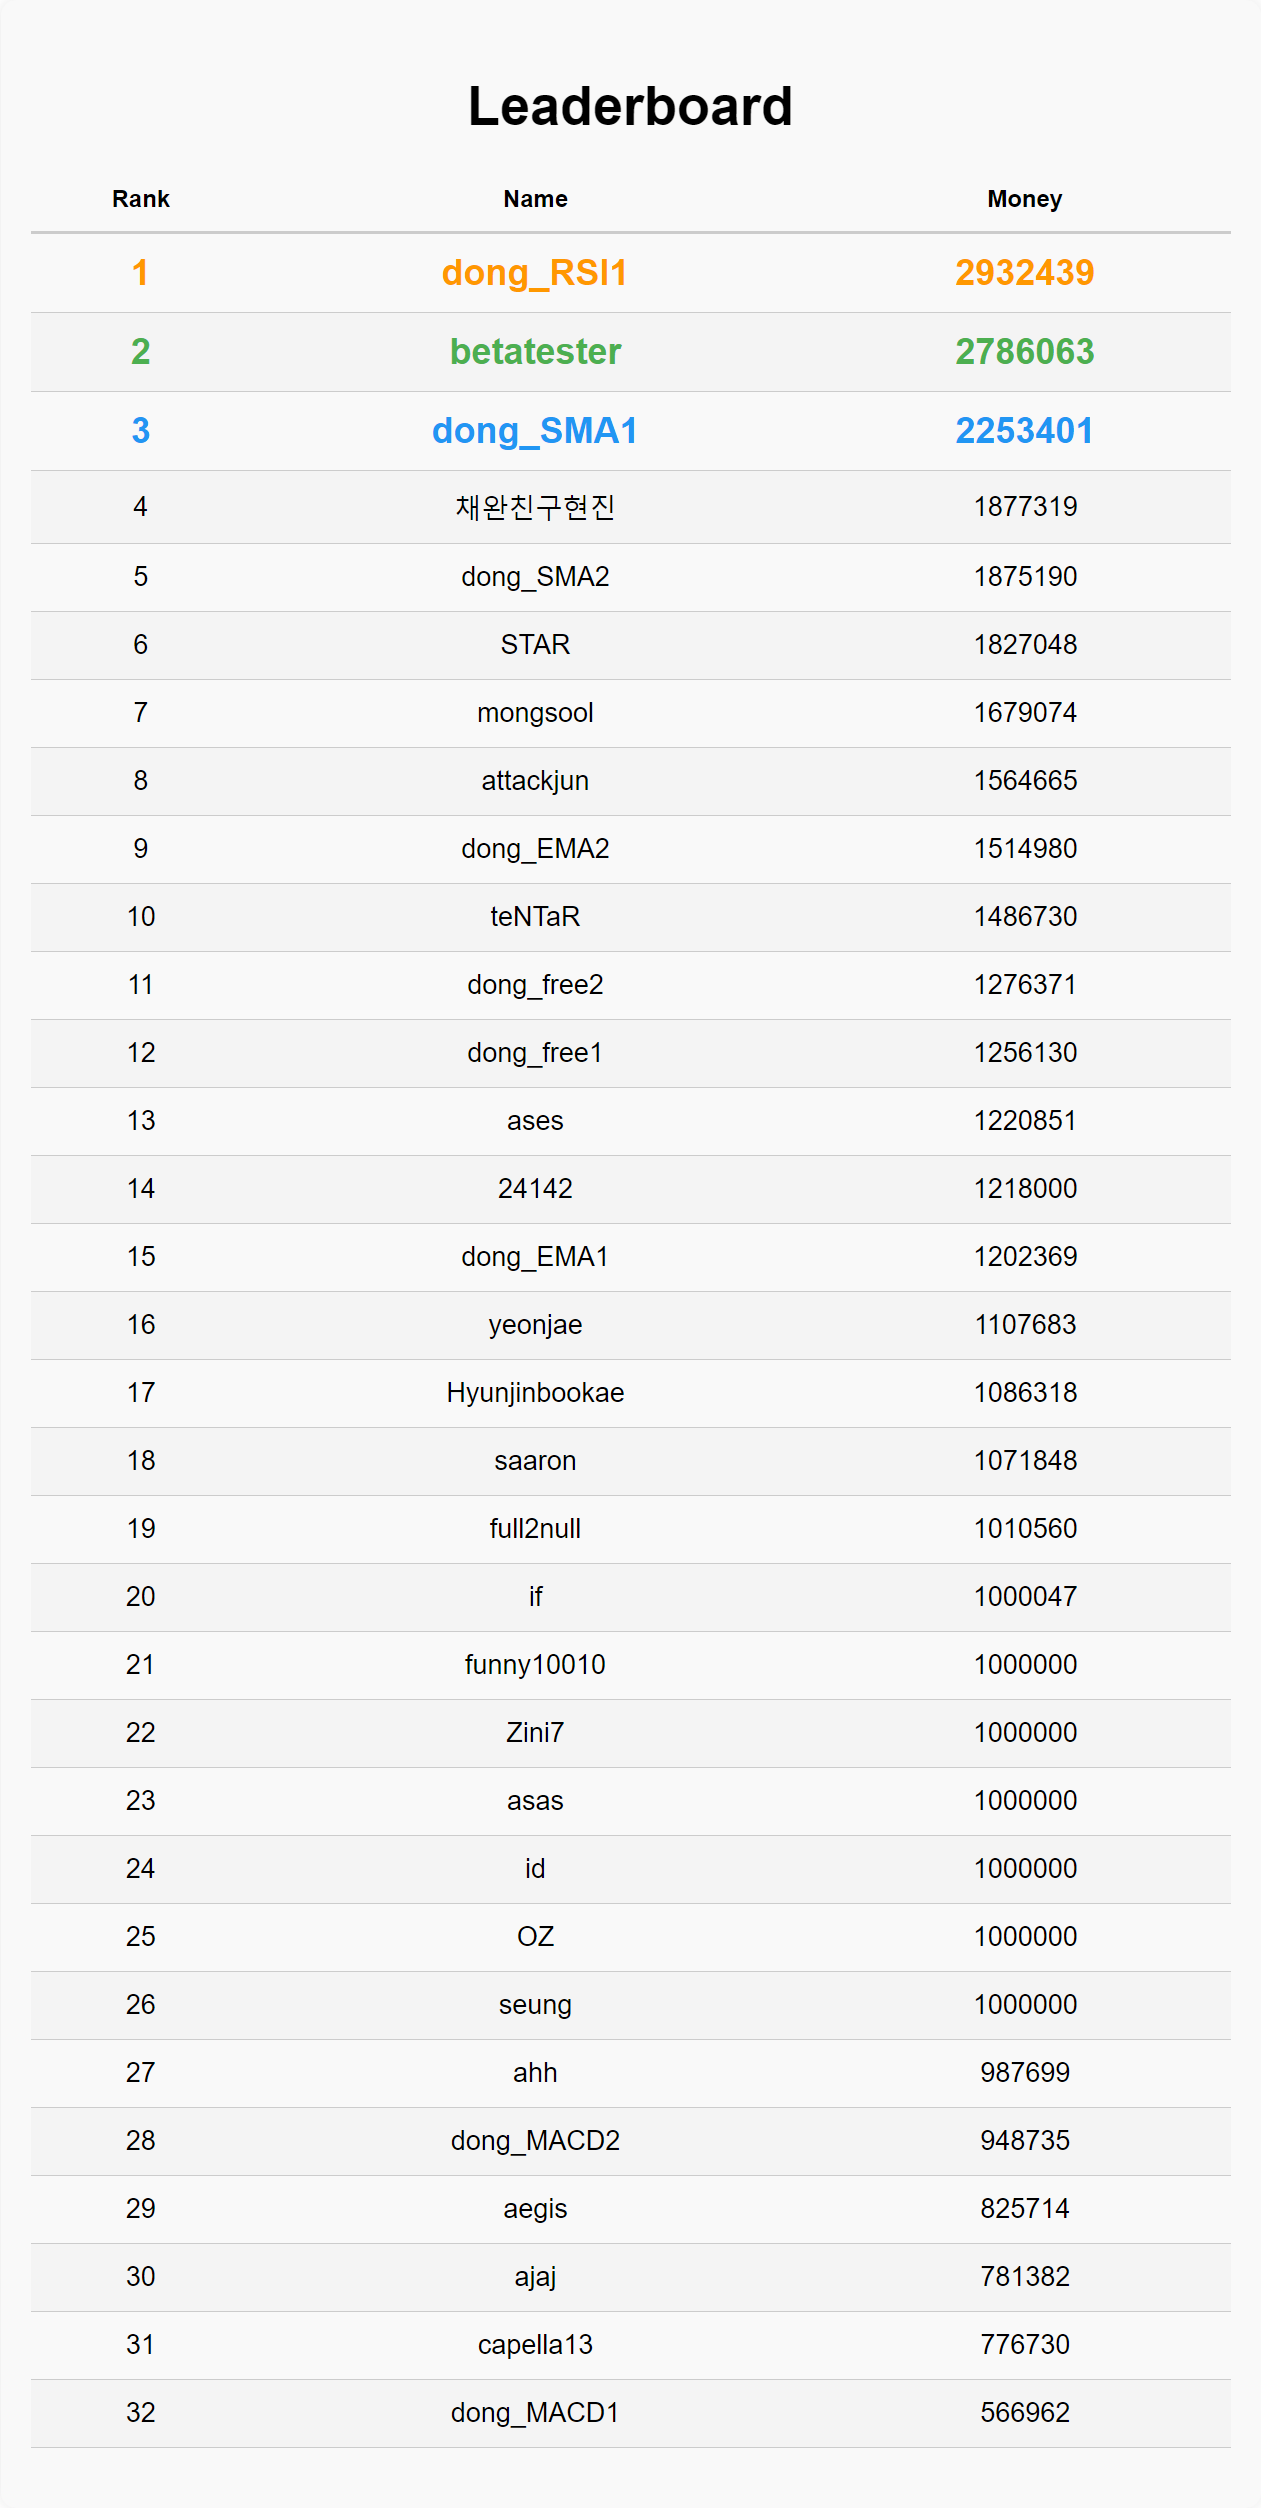 Leaderboard
Rank Name Money
1 dong_RSI1 2932439
2 betatester 2786063
3 dong_SMA1 2253401
4 채완친구현진 1877319
5 dong_SMA2 1875190
6 STAR 1827048
7 mongsool 1679074
8 attackjun 1564665
9 dong_EMA2 1514980
10 teNTaR 1486730
11 dong_free2 1276371
12 dong_free1 1256130
13 ases 1220851
14 24142 1218000
15 dong_EMA1 1202369
16 yeonjae 1107683
17 Hyunjinbookae 1086318
18 saaron 1071848
19 full2null 1010560
20 if 1000047
21 funny10010 1000000
22 Zini7 1000000
23 asas 1000000
24 id 1000000
25 OZ 1000000
26 seung 1000000
27 ahh 987699
28 dong_MACD2 948735
29 aegis 825714
30 ajaj 781382
31 capella13 776730
32 dong_MACD1 566962